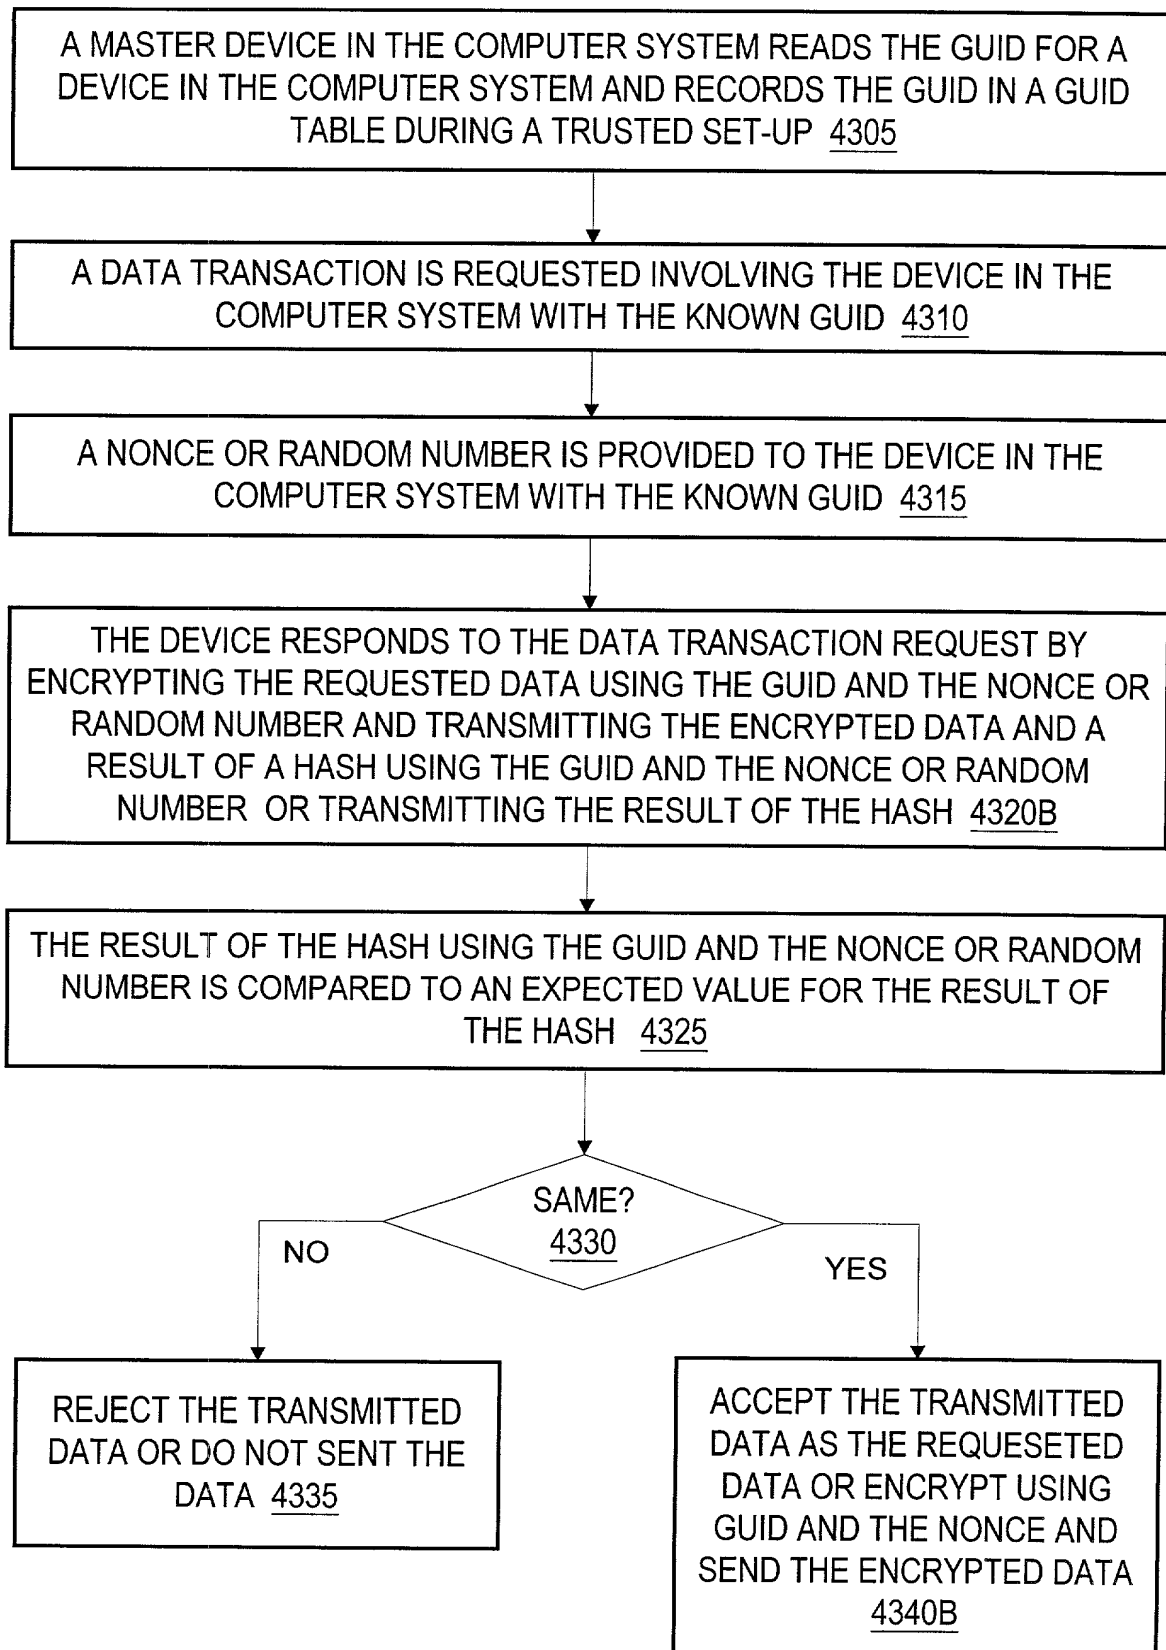 A MASTER DEVICE IN THE COMPUTER SYSTEM READS THE GUID FOR A
DEVICE IN THE COMPUTER SYSTEM AND RECORDS THE GUID IN A GUID
TABLE DURING A TRUSTED SET-UP 4305
A DATA TRANSACTION IS REQUESTED INVOLVING THE DEVICE IN THE
COMPUTER SYSTEM WITH THE KNOWN GUID 4310
A NONCE OR RANDOM NUMBER IS PROVIDED TO THE DEVICE IN THE
COMPUTER SYSTEM WITH THE KNOWN GUID 4315
THE DEVICE RESPONDS TO THE DATA TRANSACTION REQUEST BY
ENCRYPTING THE REQUESTED DATA USING THE GUID AND THE NONCE OR
RANDOM NUMBER AND TRANSMITTING THE ENCRYPTED DATA AND A
RESULT OF A HASH USING THE GUID AND THE NONCE OR RANDOM
NUMBER OR TRANSMITTING THE RESULT OF THE HASH 4320B
THE RESULT OF THE HASH USING THE GUID AND THE NONCE OR RANDOM
NUMBER IS COMPARED TO AN EXPECTED VALUE FOR THE RESULT OF
THE HASH 4325
SAME?
4330
NO
YES
REJECT THE TRANSMITTED
DATA OR DO NOT SENT THE
DATA 4335
ACCEPT THE TRANSMITTED
DATA AS THE REQUESETED
DATA OR ENCRYPT USING
GUID AND THE NONCE AND
SEND THE ENCRYPTED DATA
4340B